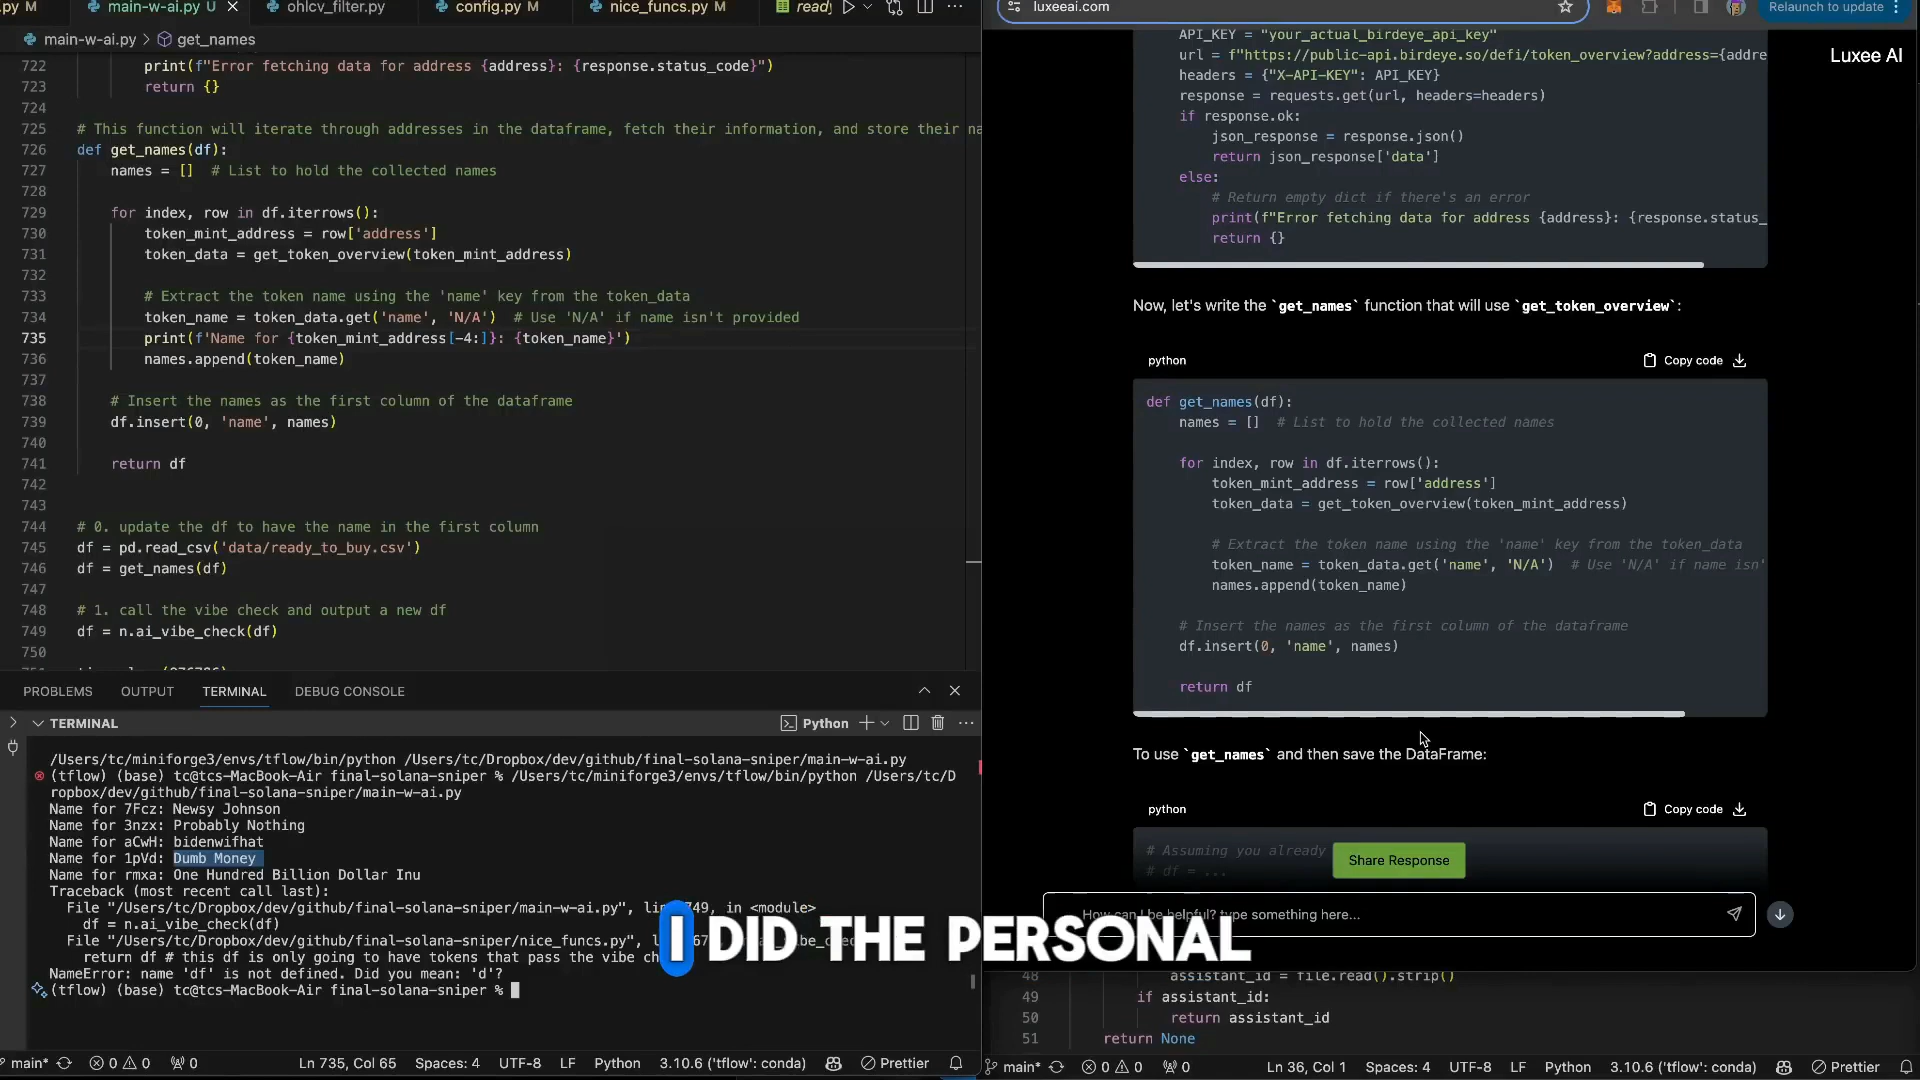 .py M
main-w-ai.py U
ohlcv_filter.py
config.py M
nice_funcs.py M
main-w-ai.py > get_names
722 print(f"Error fetching data for address {address}: {response.status_code}")
723 return {}
724
725 # This function will iterate through addresses in the dataframe, fetch their information, and store their na
726 def get_names(df):
727 names = [] # List to hold the collected names
728
729 for index, row in df.iterrows():
730 token_mint_address = row['address']
731 token_data = get_token_overview(token_mint_address)
732
733 # Extract the token name using the 'name' key from the token_data
734 token_name = token_data.get('name', 'N/A') # Use 'N/A' if name isn't provided
735 print(f'Name for {token_mint_address[-4:]}: {token_name}')
736 names.append(token_name)
737
738 # Insert the names as the first column of the dataframe
739 df.insert(0, 'name', names)
740
741 return df
742
743
744 # 0. update the df to have the name in the first column
745 df = pd.read_csv('data/ready_to_buy.csv')
746 df = get_names(df)
747
748 # 1. call the vibe check and output a new df
749 df = n.ai_vibe_check(df)
750
PROBLEMS OUTPUT TERMINAL DEBUG CONSOLE
TERMINAL Python
/Users/tc/miniforge3/envs/tflow/bin/python /Users/tc/Dropbox/dev/github/final-solana-sniper/main-w-ai.py
(tflow) (base) tc@tcs-MacBook-Air final-solana-sniper % /Users/tc/miniforge3/envs/tflow/bin/python /Users/tc/D
ropbox/dev/github/final-solana-sniper/main-w-ai.py
Name for 7Fcz: Newsy Johnson
Name for 3nzx: Probably Nothing
Name for aCwH: bidenwifhat
Name for 1pVd: Dumb Money
Name for rmxa: One Hundred Billion Dollar Inu
Traceback (most recent call last):
File "/Users/tc/Dropbox/dev/github/final-solana-sniper/main-w-ai.py", 749, in <module>
df = n.ai_vibe_check(df)
File "/Users/tc/Dropbox/dev/github/final-solana-sniper/nice_funcs.py",
return df # this df is only going to have tokens that pass the vibe
NameError: name 'df' is not defined. Did you mean: 'd'?
(tflow) (base) tc@tcs-MacBook-Air final-solana-sniper %
main* 0 0 0 Ln 735, Col 65 Spaces: 4 UTF-8 LF Python 3.10.6 ('tflow': conda) Prettier
luxeeai.com
Relaunch to update
Luxee AI
API_KEY = "your_actual_birdeye_api_key"
url = f"https://public-api.birdeye.so/defi/token_overview?address={addre
headers = {"X-API-KEY": API_KEY}
response = requests.get(url, headers=headers)
if response.ok:
json_response = response.json()
return json_response['data']
else:
# Return empty dict if there's an error
print(f"Error fetching data for address {address}: {response.status_
return {}
Now, let's write the `get_names` function that will use `get_token_overview`:
python Copy code
def get_names(df):
names = [] # List to hold the collected names
for index, row in df.iterrows():
token_mint_address = row['address']
token_data = get_token_overview(token_mint_address)
# Extract the token name using the 'name' key from the token_data
token_name = token_data.get('name', 'N/A') # Use 'N/A' if name isn'
names.append(token_name)
# Insert the names as the first column of the dataframe
df.insert(0, 'name', names)
return df
To use `get_names` and then save the DataFrame:
python Copy code
# Assuming you already
# df = ...
Share Response
How can I be helpful? type something here...
48 assistant_id = file.read().strip()
49 if assistant_id:
50 return assistant_id
51 return None
main* 0 0 0 Ln 36, Col 1 Spaces: 4 UTF-8 LF Python 3.10.6 ('tflow': conda) Prettier
I DID THE PERSONAL